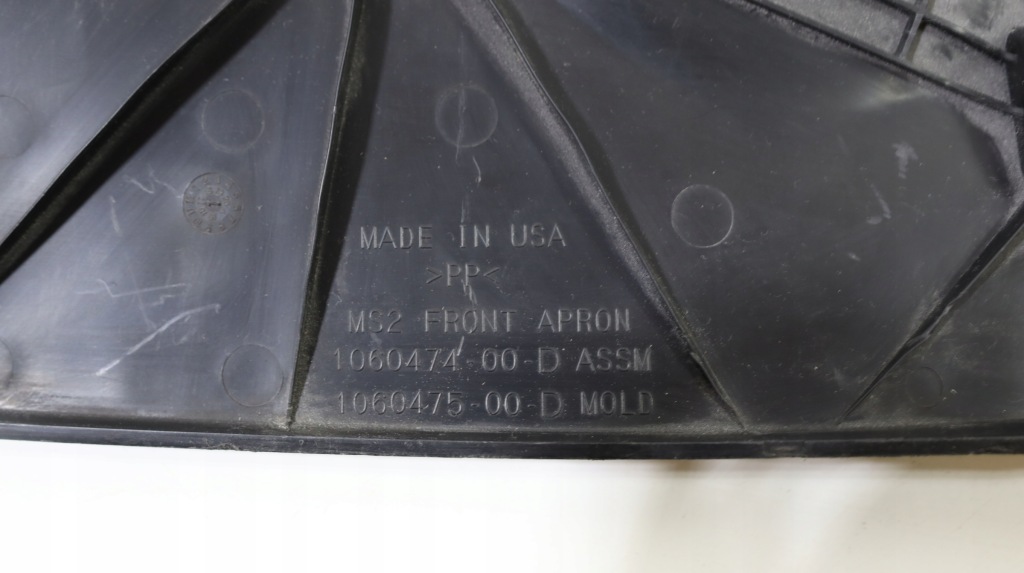 MADE IN USA
>PP<
MS2 FRONT APRON
1060474-00-D ASSM
1060475-00-D MOLD